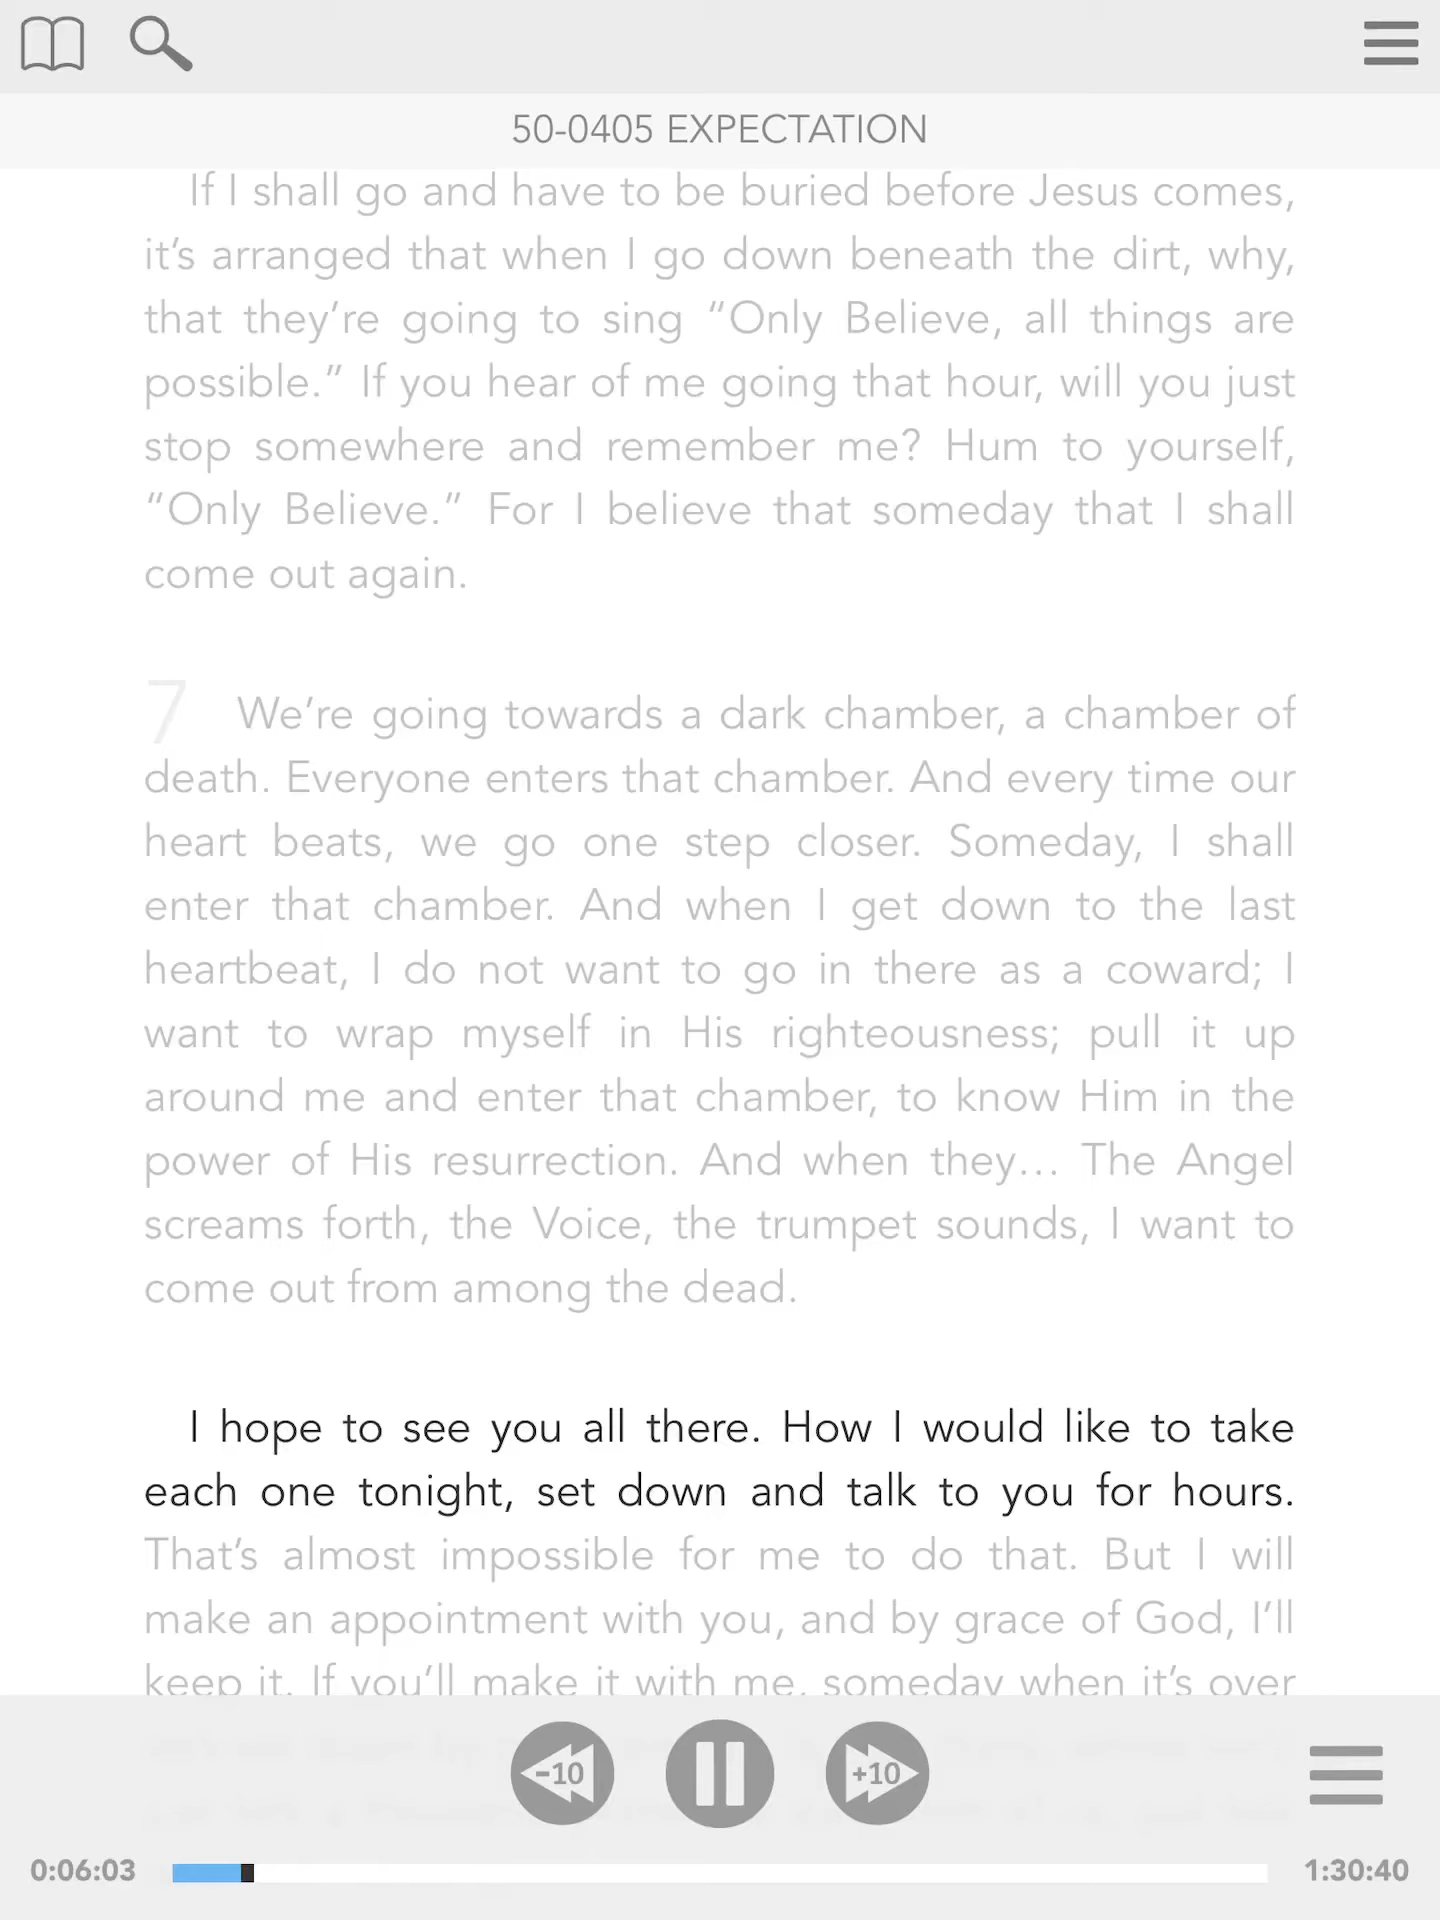 50-0405 EXPECTATION
If I shall go and have to be buried before Jesus comes,
it’s arranged that when I go down beneath the dirt, why,
that they’re going to sing “Only Believe, all things are
possible.” If you hear of me going that hour, will you just
stop somewhere and remember me? Hum to yourself,
“Only Believe.” For I believe that someday that I shall
come out again.
7 We’re going towards a dark chamber, a chamber of
death. Everyone enters that chamber. And every time our
heart beats, we go one step closer. Someday, I shall
enter that chamber. And when I get down to the last
heartbeat, I do not want to go in there as a coward; I
want to wrap myself in His righteousness; pull it up
around me and enter that chamber, to know Him in the
power of His resurrection. And when they… The Angel
screams forth, the Voice, the trumpet sounds, I want to
come out from among the dead.
I hope to see you all there. How I would like to take
each one tonight, set down and talk to you for hours.
That’s almost impossible for me to do that. But I will
make an appointment with you, and by grace of God, I’ll
keep it. If you’ll make it with me, someday when it’s over
-10 +10
0:06:03 1:30:40